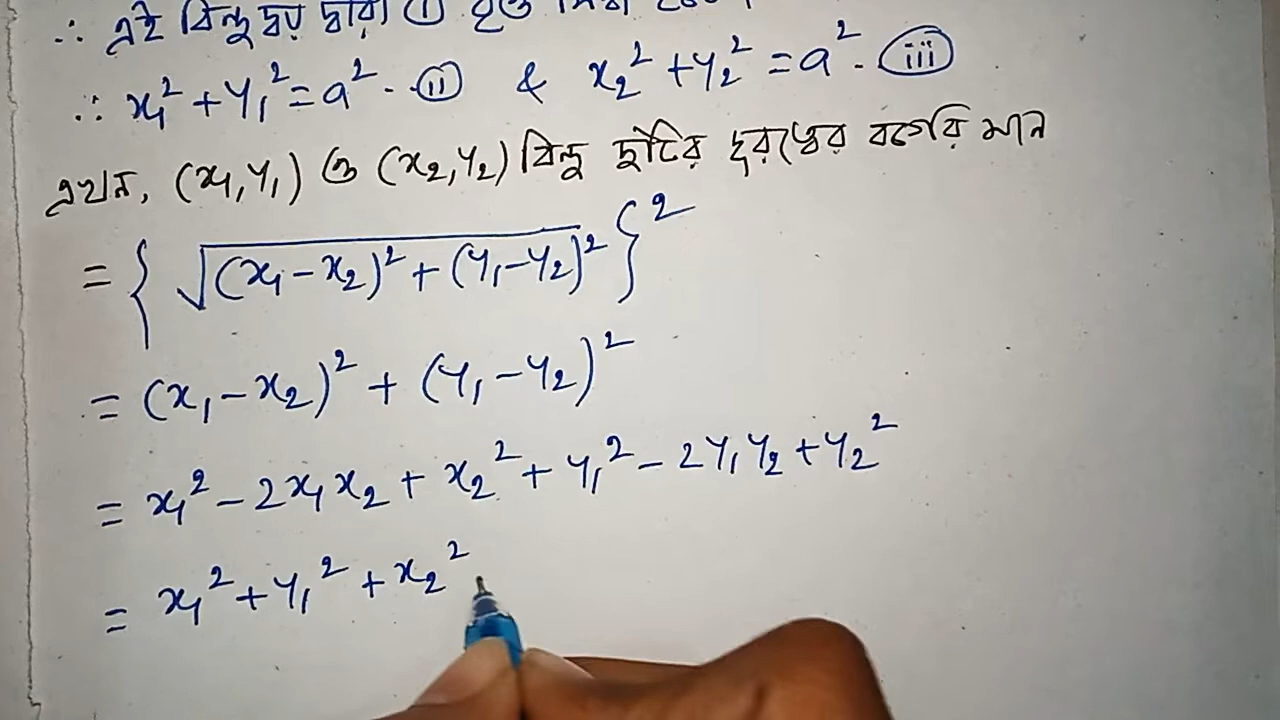 ∴ এই বিন্দুদ্বয় দ্বারা ① বৃত্ত
∴ x₁² + y₁² = a² - ⓘⓘ & x₂² + y₂² = a² - ⓘⓘⓘ
এখন, (x₁, y₁) ও (x₂, y₂) বিন্দু দুটির দূরত্বের বর্গের মান
= { √(x₁ - x₂)² + (y₁ - y₂)² }²
= (x₁ - x₂)² + (y₁ - y₂)²
= x₁² - 2x₁x₂ + x₂² + y₁² - 2y₁y₂ + y₂²
= x₁² + y₁² + x₂²